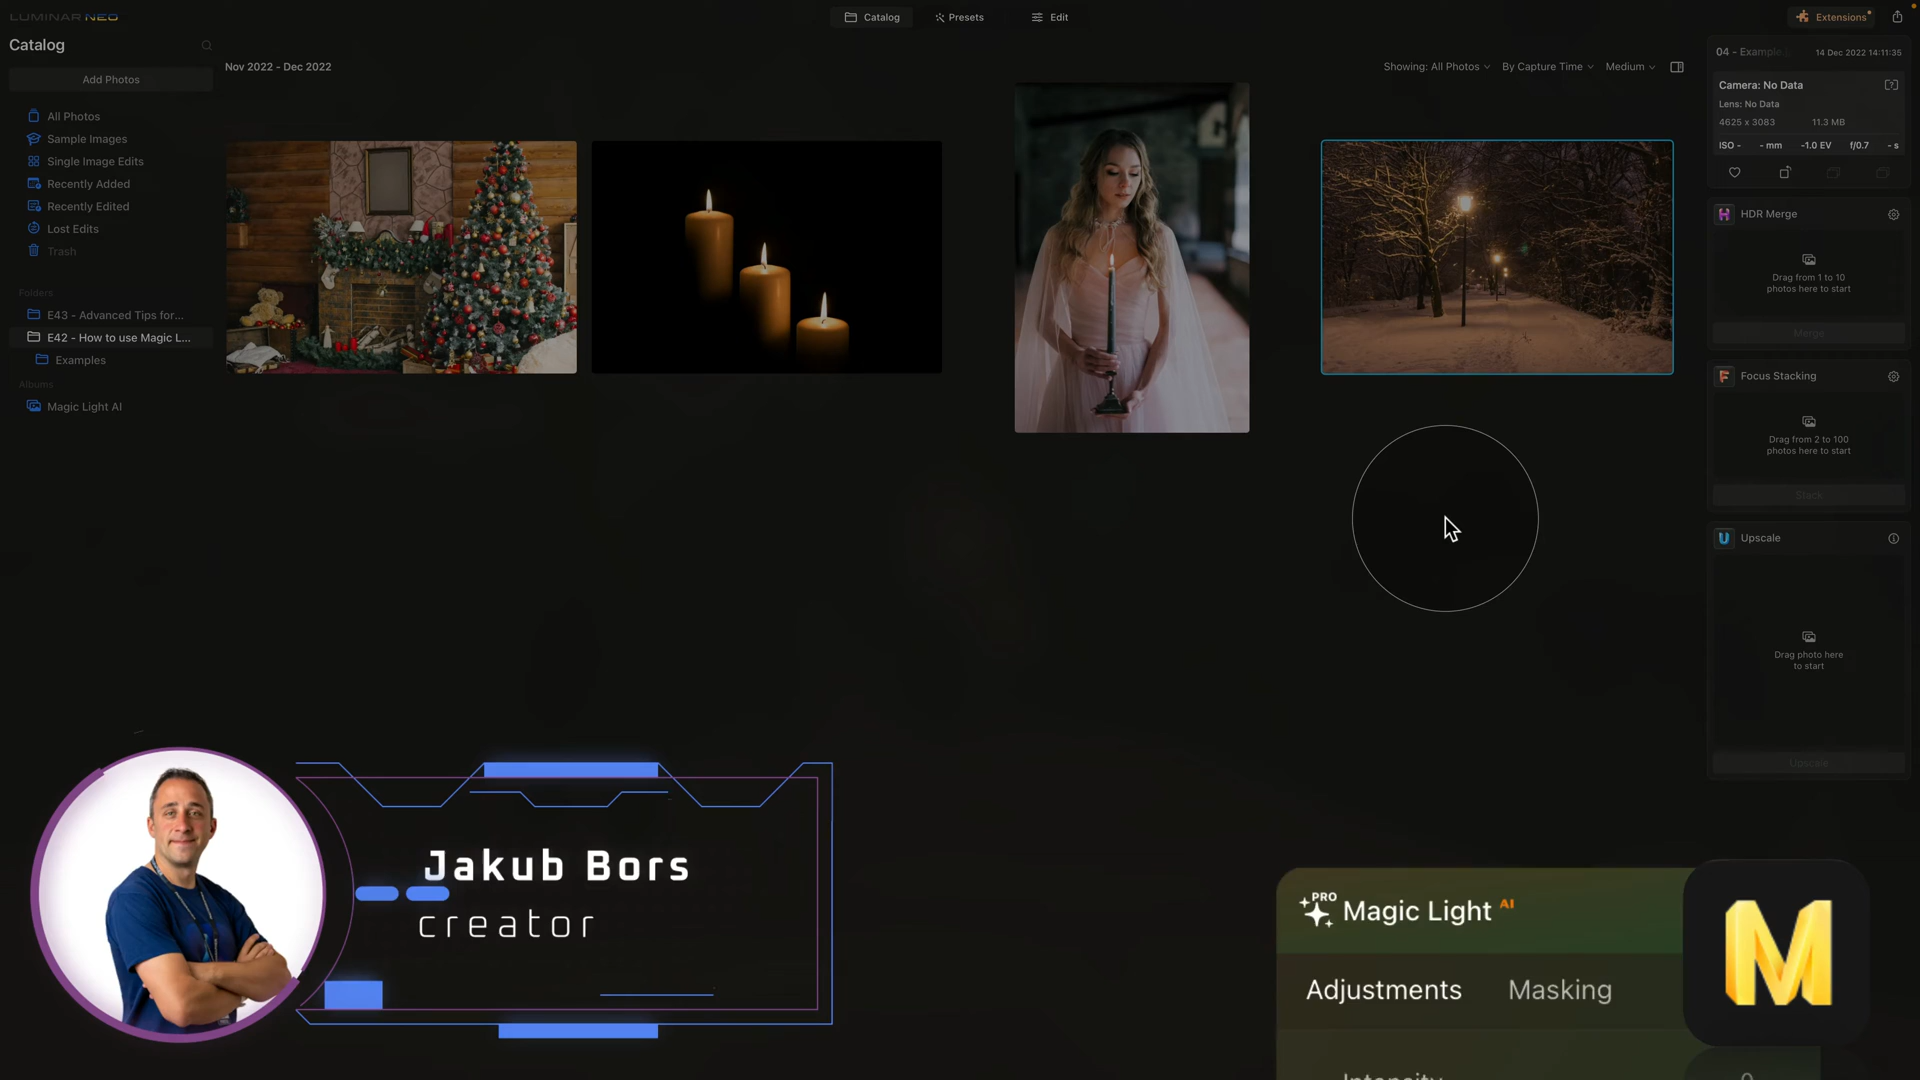 LUMINAR NEO
Catalog
Presets
Edit
Extensions
Catalog
Add Photos
All Photos
Sample Images
Single Image Edits
Recently Added
Recently Edited
Lost Edits
Trash
Folders
E43 - Advanced Tips for...
E42 - How to use Magic L...
Examples
Albums
Magic Light AI
Nov 2022 - Dec 2022
Showing: All Photos
By Capture Time
Medium
04 - Example
14 Dec 2022 14:11:35
Camera: No Data
Lens: No Data
4625 x 3083 11.3 MB
ISO - - mm -1.0 EV f/0.7 - s
HDR Merge
Drag from 1 to 10
photos here to start
Merge
Focus Stacking
Drag from 2 to 100
photos here to start
Stack
Upscale
Drag photo here
to start
Upscale
Jakub Bors
creator
PRO
Magic Light AI
Adjustments Masking
Intensity
M